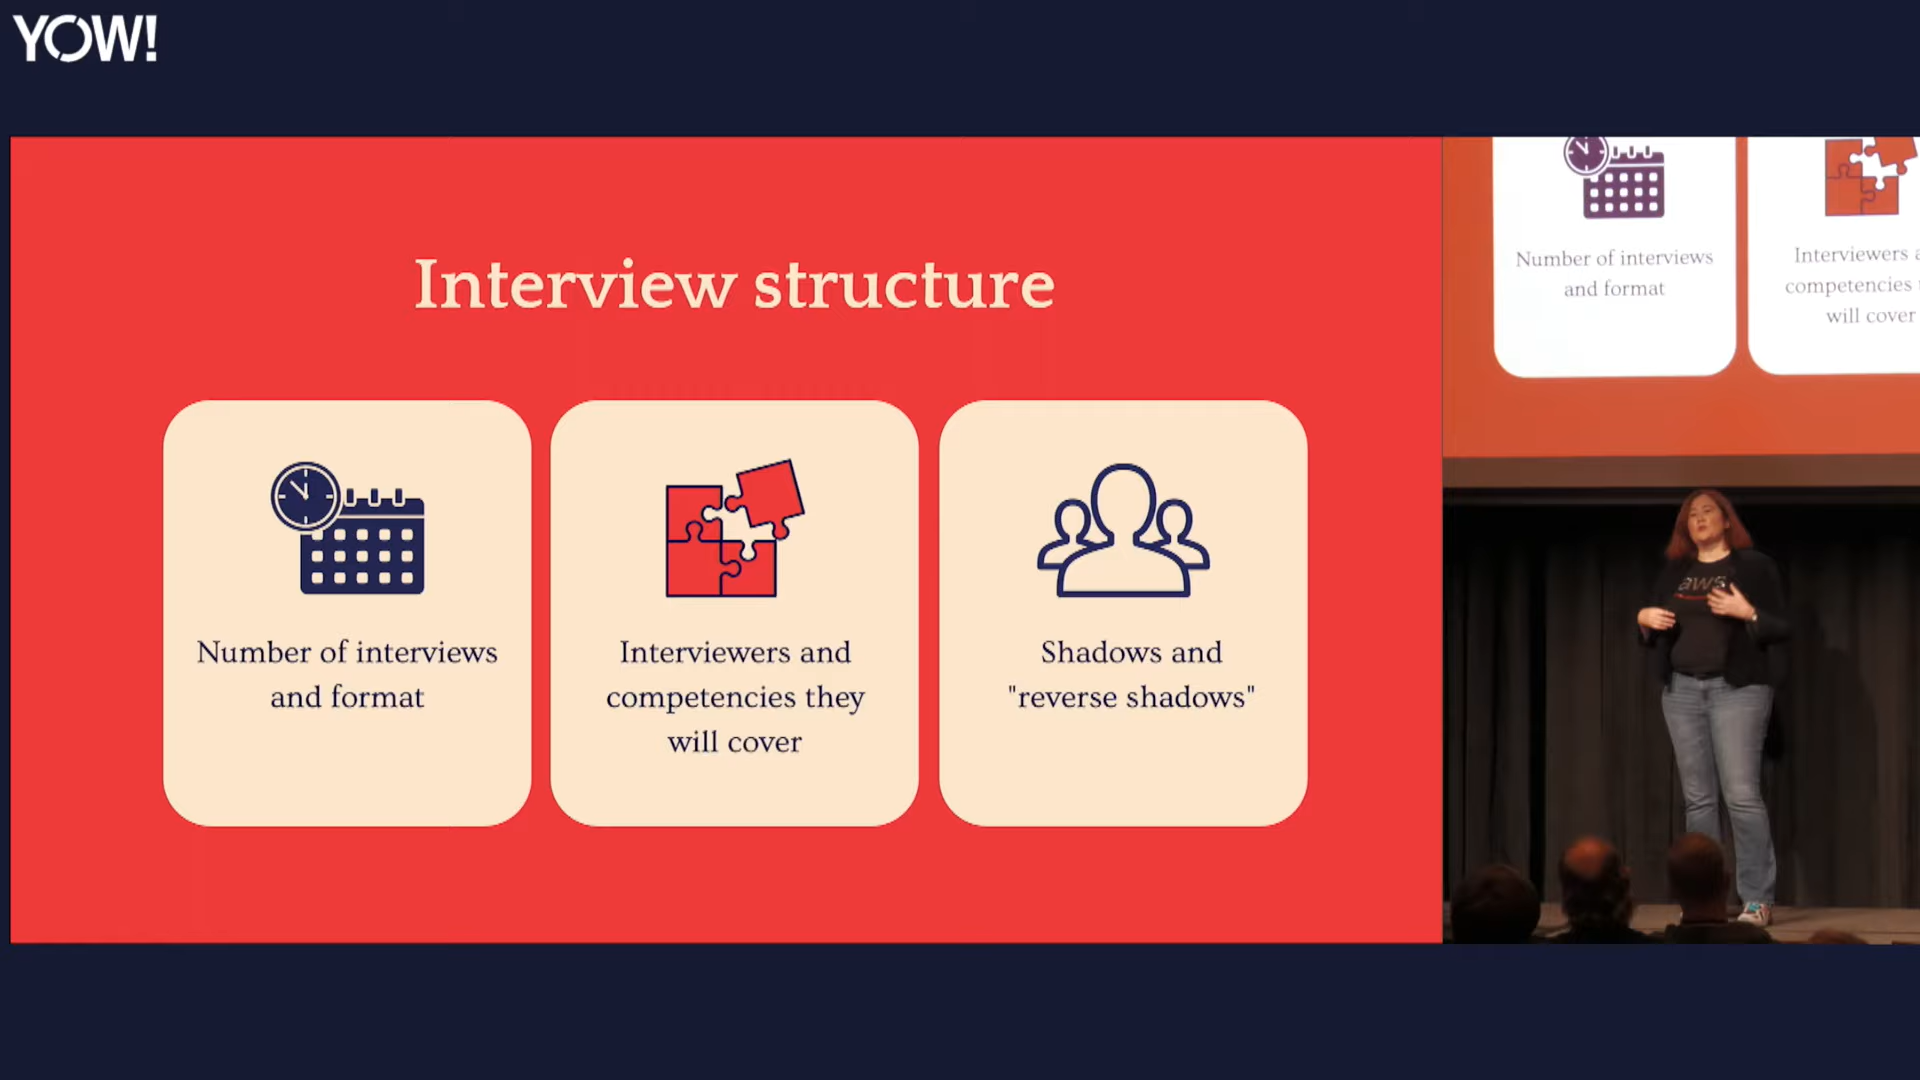 YOW!
Interview structure
Number of interviews
and format
Interviewers and
competencies they
will cover
Shadows and
"reverse shadows"
Number of interviews
and format
Interviewers
competencies
will cover
aws